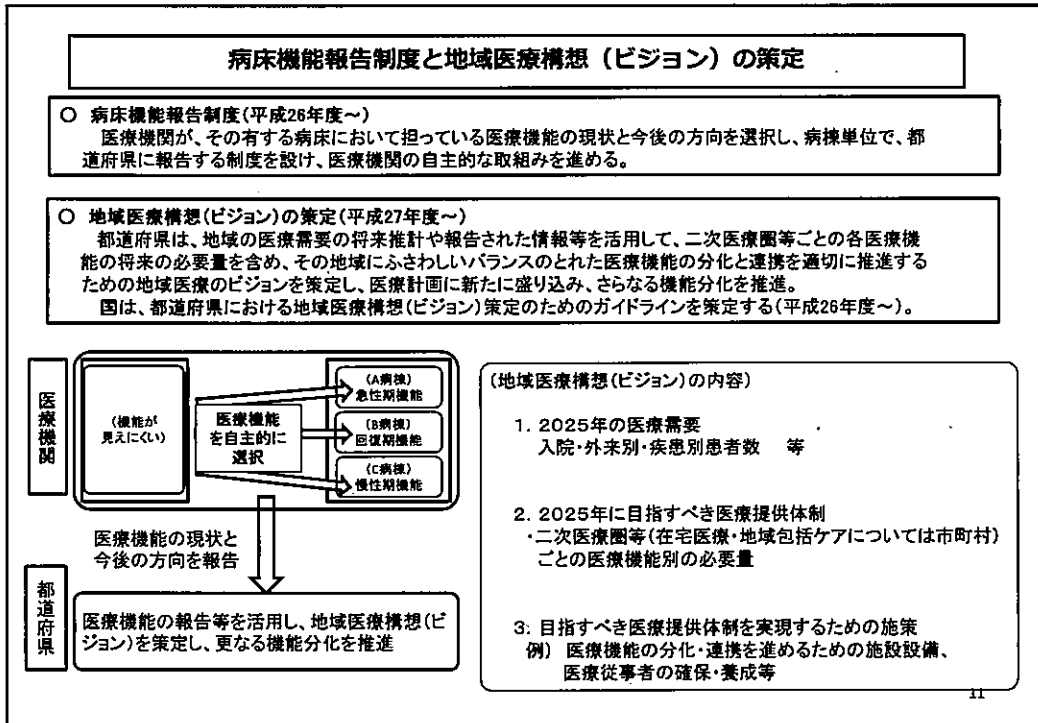 病床機能報告制度と地域医療構想（ビジョン）の策定
○ 病床機能報告制度(平成26年度～)
医療機関が、その有する病床において担っている医療機能の現状と今後の方向を選択し、病棟単位で、都
道府県に報告する制度を設け、医療機関の自主的な取組みを進める。
○ 地域医療構想(ビジョン)の策定(平成27年度～)
都道府県は、地域の医療需要の将来推計や報告された情報等を活用して、二次医療圏等ごとの各医療機
能の将来の必要量を含め、その地域にふさわしいバランスのとれた医療機能の分化と連携を適切に推進する
ための地域医療のビジョンを策定し、医療計画に新たに盛り込み、さらなる機能分化を推進。
国は、都道府県における地域医療構想(ビジョン)策定のためのガイドラインを策定する(平成26年度～)。
医療機関
(機能が
見えにくい)
医療機能
を自主的に
選択
(A病棟)
急性期機能
(B病棟)
回復期機能
(C病棟)
慢性期機能
医療機能の現状と
今後の方向を報告
都道府県
医療機能の報告等を活用し、地域医療構想(ビ
ジョン)を策定し、更なる機能分化を推進
(地域医療構想(ビジョン)の内容)
1. 2025年の医療需要
入院・外来別・疾患別患者数　等
2. 2025年に目指すべき医療提供体制
・二次医療圏等(在宅医療・地域包括ケアについては市町村)
ごとの医療機能別の必要量
3. 目指すべき医療提供体制を実現するための施策
例)　医療機能の分化・連携を進めるための施設設備、
医療従事者の確保・養成等
11